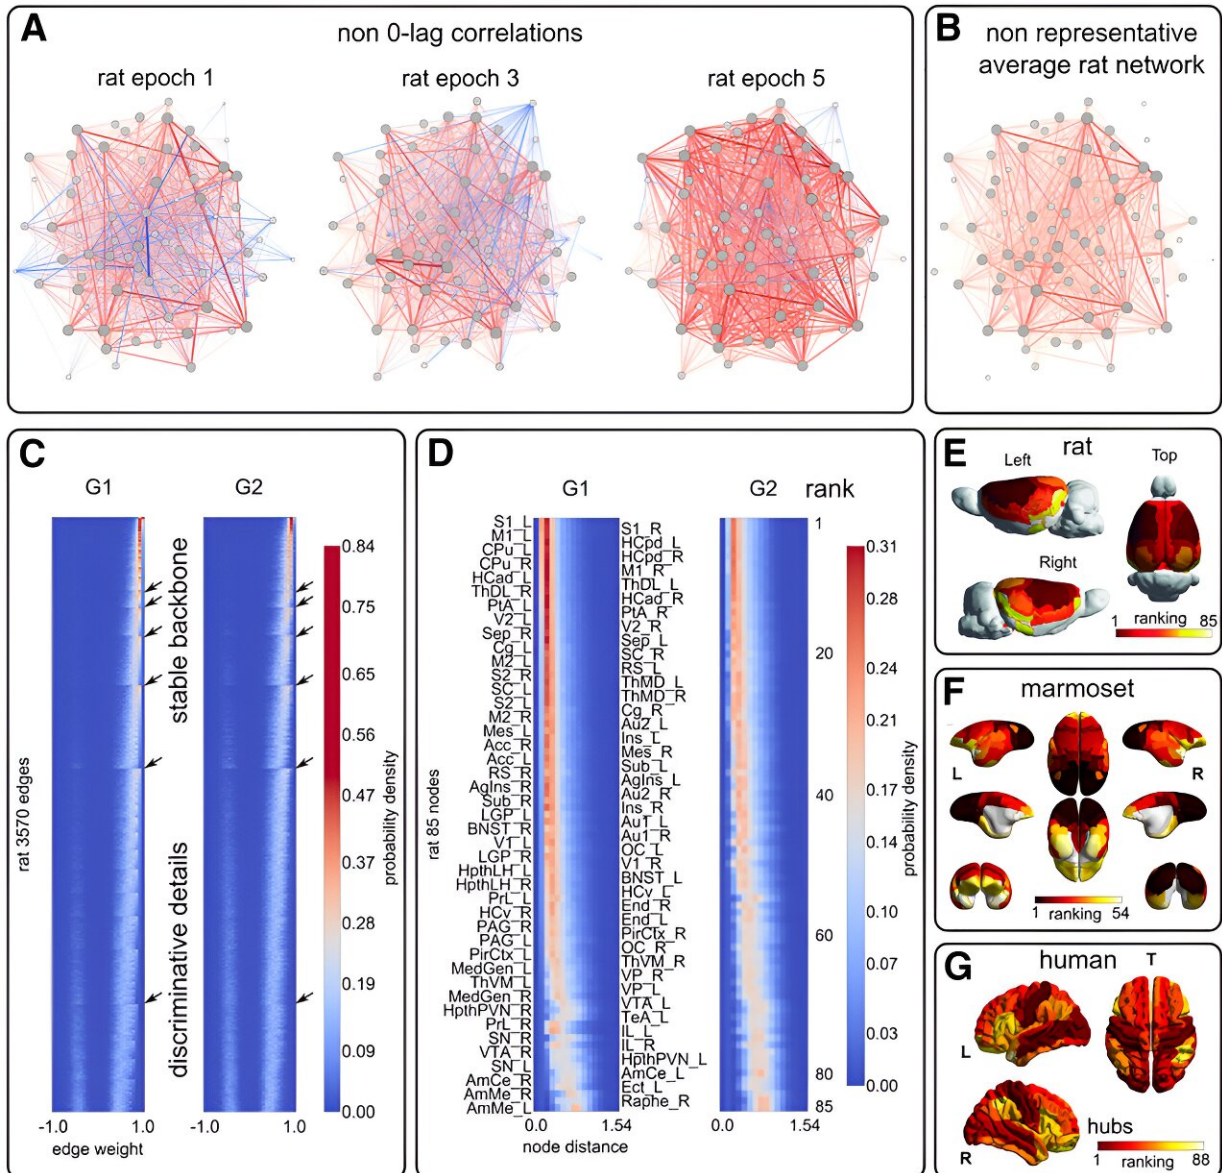 A
non 0-lag correlations
rat epoch 1
rat epoch 3
rat epoch 5
B
non representative
average rat network
C
G1
G2
stable backbone
discriminative details
rat 3570 edges
0.84
0.75
0.65
0.56
0.47
0.37
0.28
0.19
0.09
0.00
probability density
-1.0
1.0
-1.0
1.0
edge weight
D
G1
G2
rank
rat 85 nodes
S1_L
M1_L
CPu_L
CPu_R
HCad_L
ThDL_R
PtA_L
V2_L
Sep_R
Cg_L
M2_L
S2_R
SC_L
S2_L
M2_R
Mes_L
Acc_R
Acc_L
RS_R
AgIns_R
Sub_R
LGP_L
BNST_R
V1_L
LGP_R
HpthLH_L
HpthLH_R
PrL_L
HCv_R
PAG_R
PAG_L
PirCtx_L
MedGen_L
ThVM_L
MedGen_R
HpthPVN_R
PrL_R
SN_R
VTA_R
SN_L
AmCe_R
AmMe_R
AmMe_L
S1_R
HCpd_L
HCpd_R
M1_R
ThDL_L
HCad_R
PtA_R
V2_R
Sep_L
SC_R
RS_L
ThMD_L
ThMD_R
Cg_R
Au2_L
Ins_L
Mes_R
Sub_L
AgIns_L
Au2_R
Ins_R
Au1_L
Au1_R
OC_L
V1_R
BNST_L
HCv_L
End_R
End_L
PirCtx_R
OC_R
ThVM_R
VP_R
VP_L
VTA_L
TeA_L
IL_L
IL_R
HpthPVN_L
AmCe_L
Ect_L
Raphe_R
1
20
40
60
80
85
0.31
0.28
0.24
0.21
0.17
0.14
0.10
0.07
0.03
0.00
probability density
0.0
1.54
0.0
1.54
node distance
E
rat
Left
Top
Right
1 ranking 85
F
marmoset
L
R
1 ranking 54
G
human
T
L
R
hubs
1 ranking 88